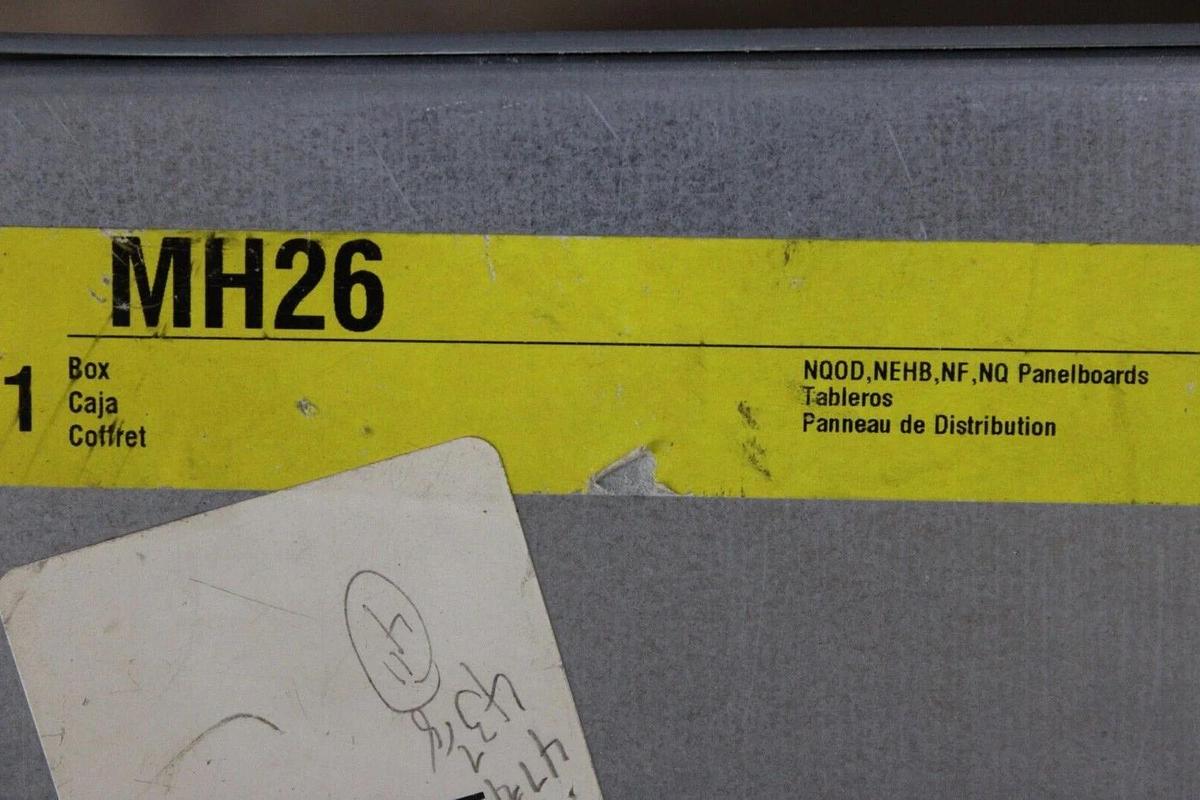 MH26
1
Box
Caja
Coffret
NQOD,NEHB,NF,NQ Panelboards
Tableros
Panneau de Distribution